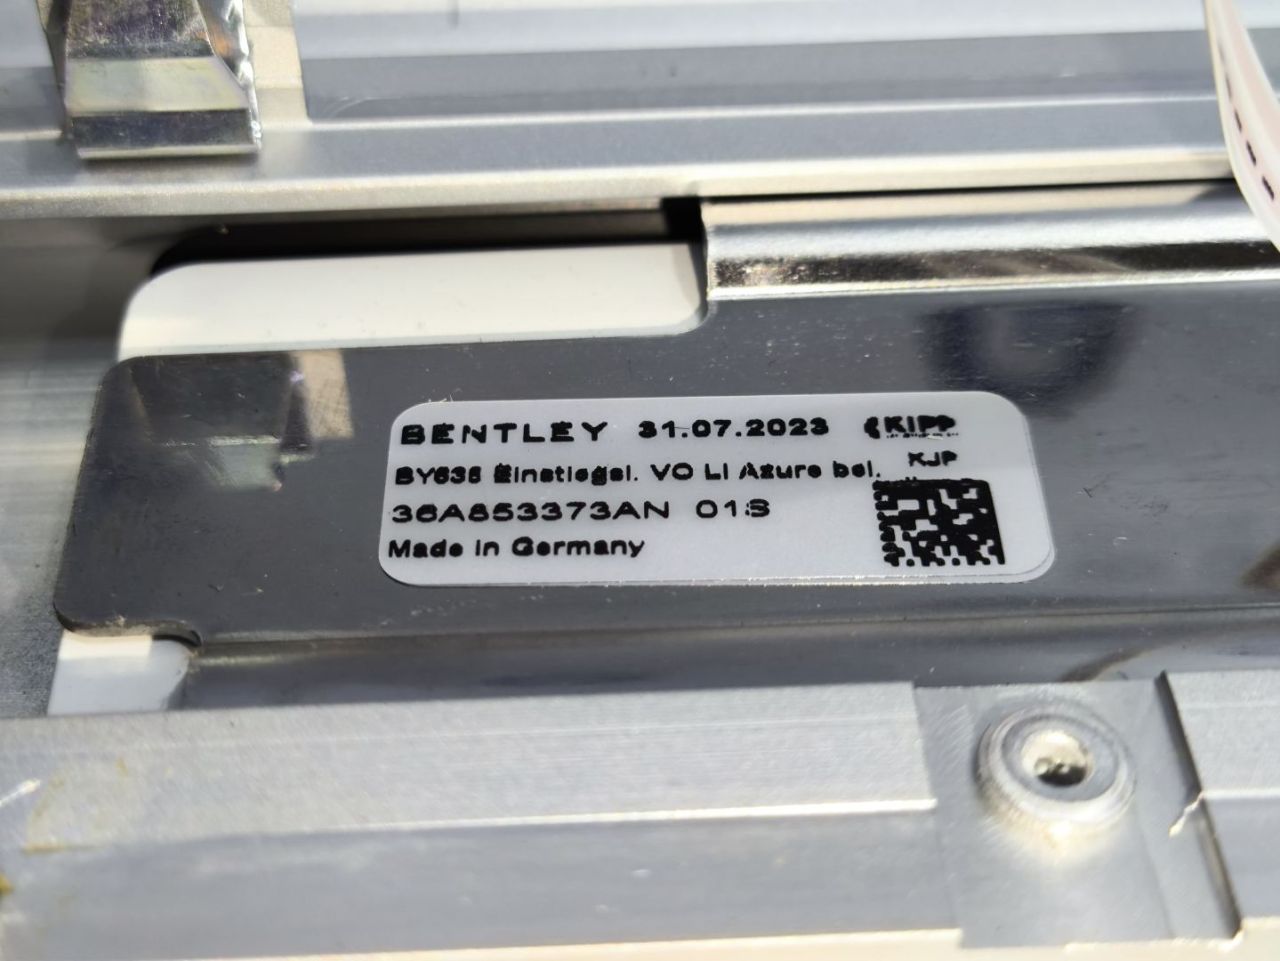 BENTLEY 31.07.2023 KIPP
BY636 Einstiegsl. VO LI Azure bel. KJP
36A853373AN 01S
Made in Germany